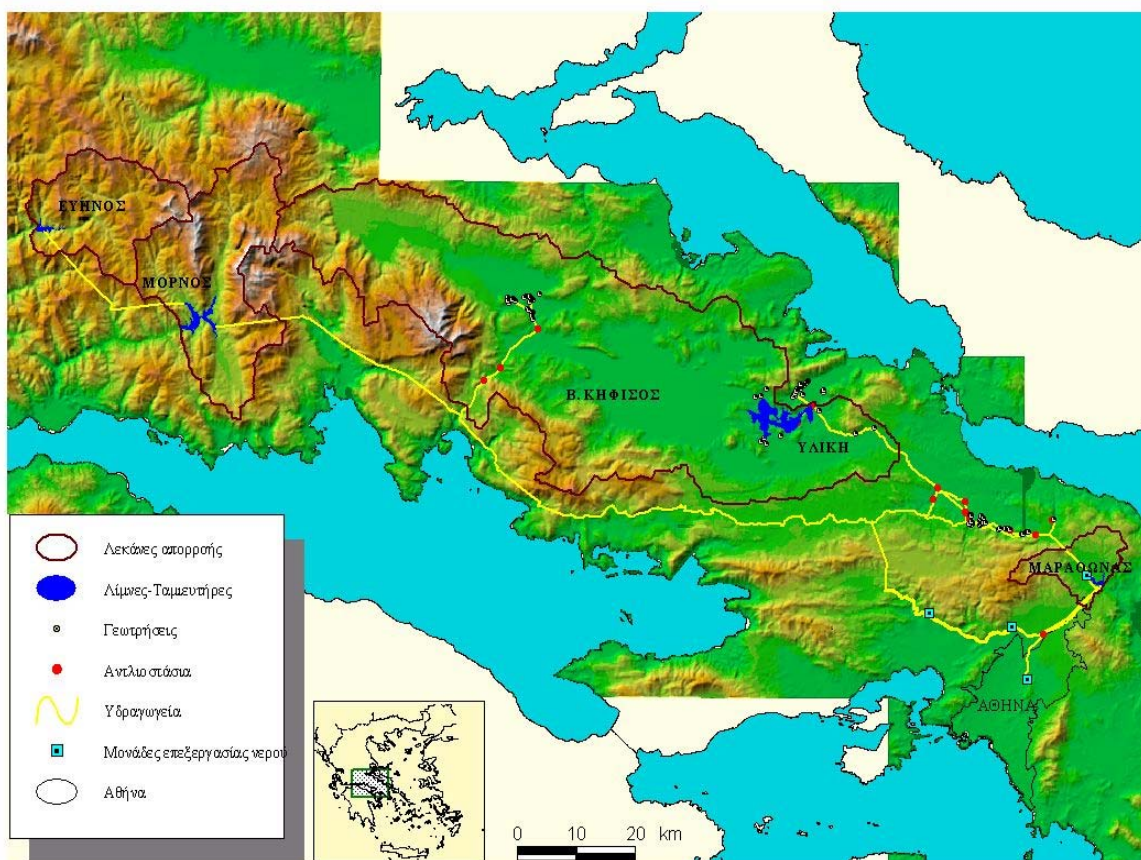 ΕΥΗΝΟΣ
ΜΟΡΝΟΣ
Β. ΚΗΦΙΣΟΣ
ΥΛΙΚΗ
ΜΑΡΑΘΩΝΑΣ
ΑΘΗΝΑ
Λεκάνες απορροής
Λίμνες-Ταμιευτήρες
Γεωτρήσεις
Αντλιοστάσια
Υδραγωγεία
Μονάδες επεξεργασίας νερού
Αθήνα
0 10 20 km